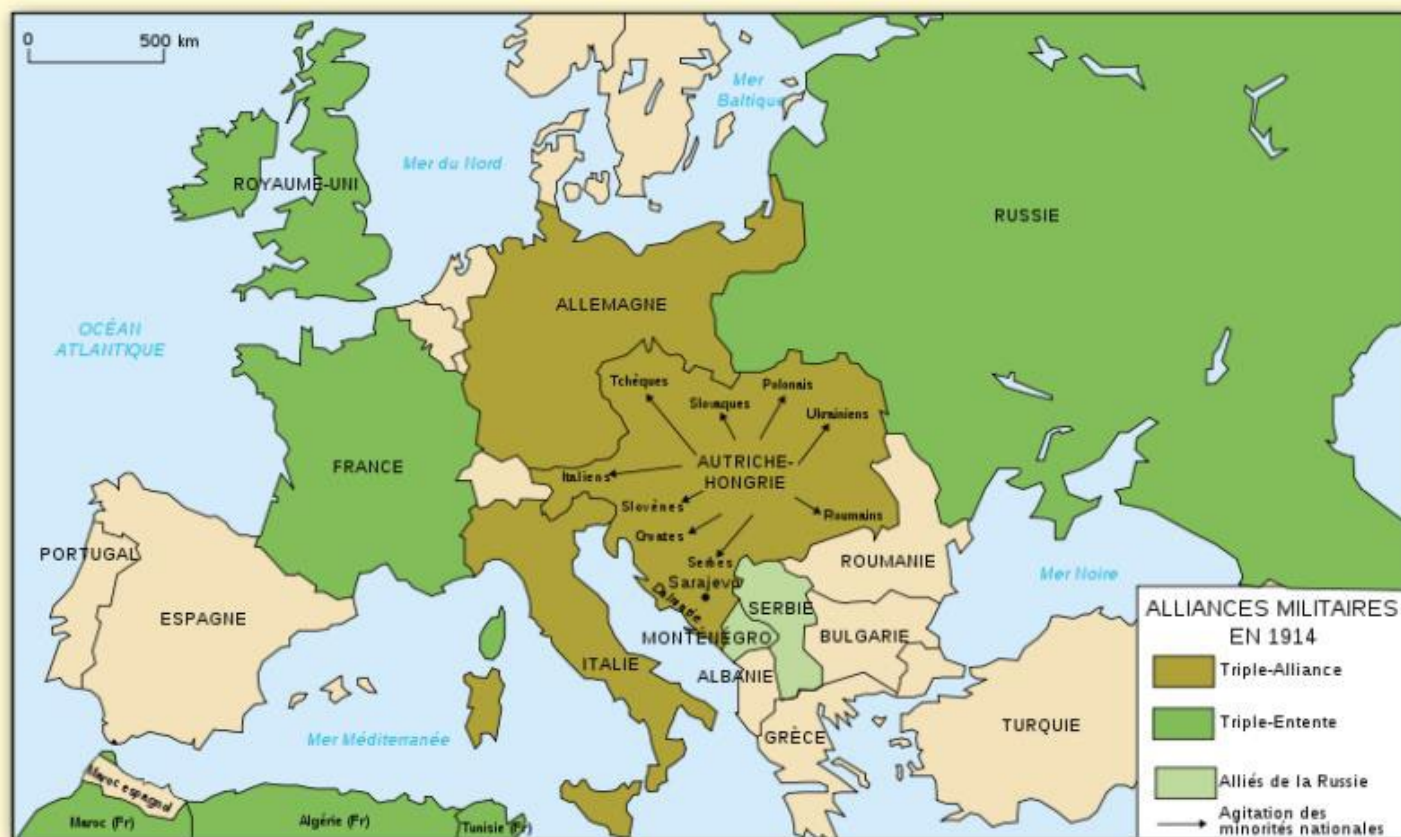 0 500 km
Mer
Baltique
Mer du Nord
ROYAUME-UNI
RUSSIE
ALLEMAGNE
OCÉAN
ATLANTIQUE
Tchèques
Polonais
Slovaques
Ukrainiens
FRANCE
AUTRICHE-
HONGRIE
Italiens
Slovènes
Roumains
Croates
PORTUGAL
Serbes
ROUMANIE
Mer Noire
Sarajevo
Dalmatie
SERBIE
ESPAGNE
MONTÉNÉGRO
BULGARIE
ITALIE
ALBANIE
TURQUIE
GRÈCE
Mer Méditerranée
Maroc espagnol
Maroc (Fr)
Algérie (Fr)
Tunisie (Fr)
ALLIANCES MILITAIRES
EN 1914
Triple-Alliance
Triple-Entente
Alliés de la Russie
Agitation des
minorités nationales